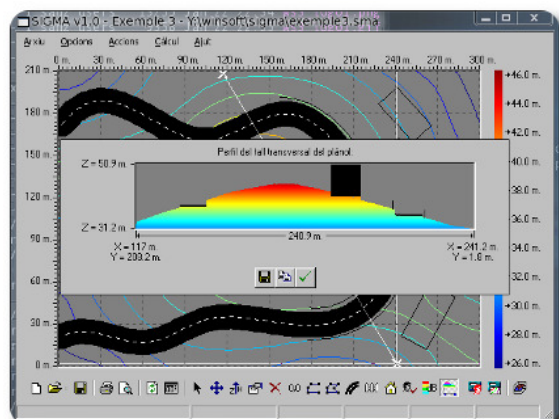 SIGMA v1.0 - Exemple 3 - Y:\winsoft\sigma\exemple3.sma
Arxiu Opcions Accions Càlcul Ajut
0 m. 30 m. 60 m. 90 m. 120 m. 150 m. 180 m. 210 m. 240 m. 270 m. 300 m.
210 m.
180 m.
150 m.
120 m.
90 m.
60 m.
30 m.
0 m.
+46.0 m.
+44.0 m.
+42.0 m.
+40.0 m.
+38.0 m.
+36.0 m.
+34.0 m.
+32.0 m.
+30.0 m.
+28.0 m.
+26.0 m.
Perfil del tall transversal del plànol:
Z = 50.9 m.
Z = 31.2 m.
240.9 m.
X = 117 m.
Y = 208.2 m.
X = 241.2 m.
Y = 1.8 m.